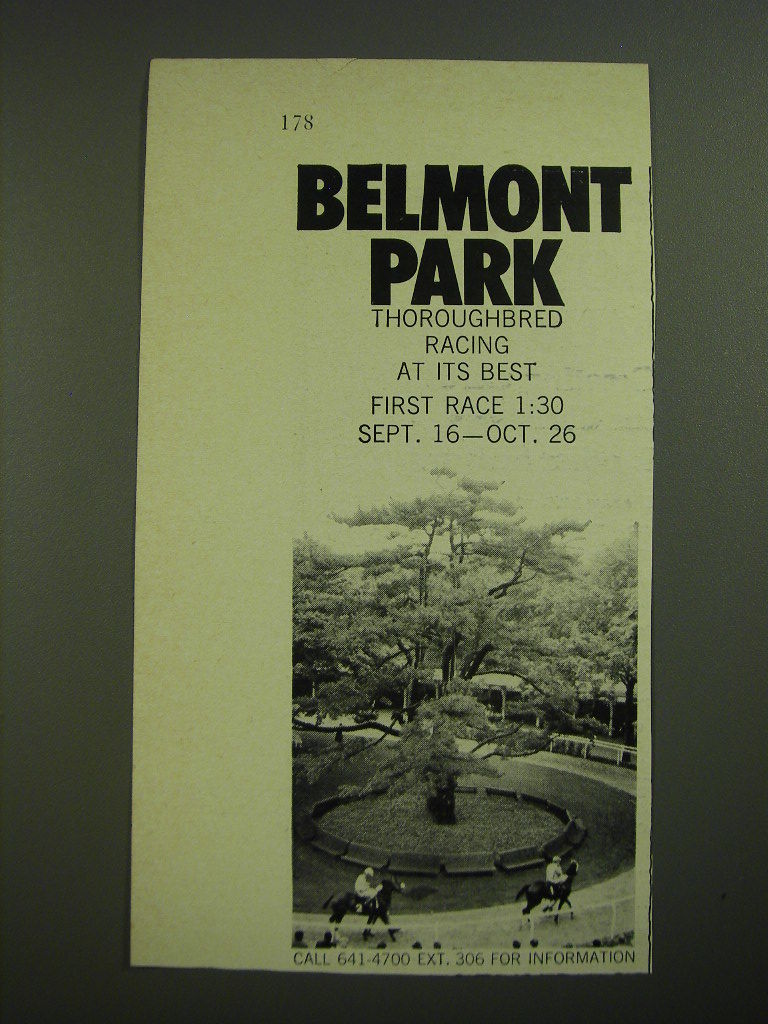 178
BELMONT
PARK
THOROUGHBRED
RACING
AT ITS BEST
FIRST RACE 1:30
SEPT. 16—OCT. 26
CALL 641-4700 EXT. 306 FOR INFORMATION